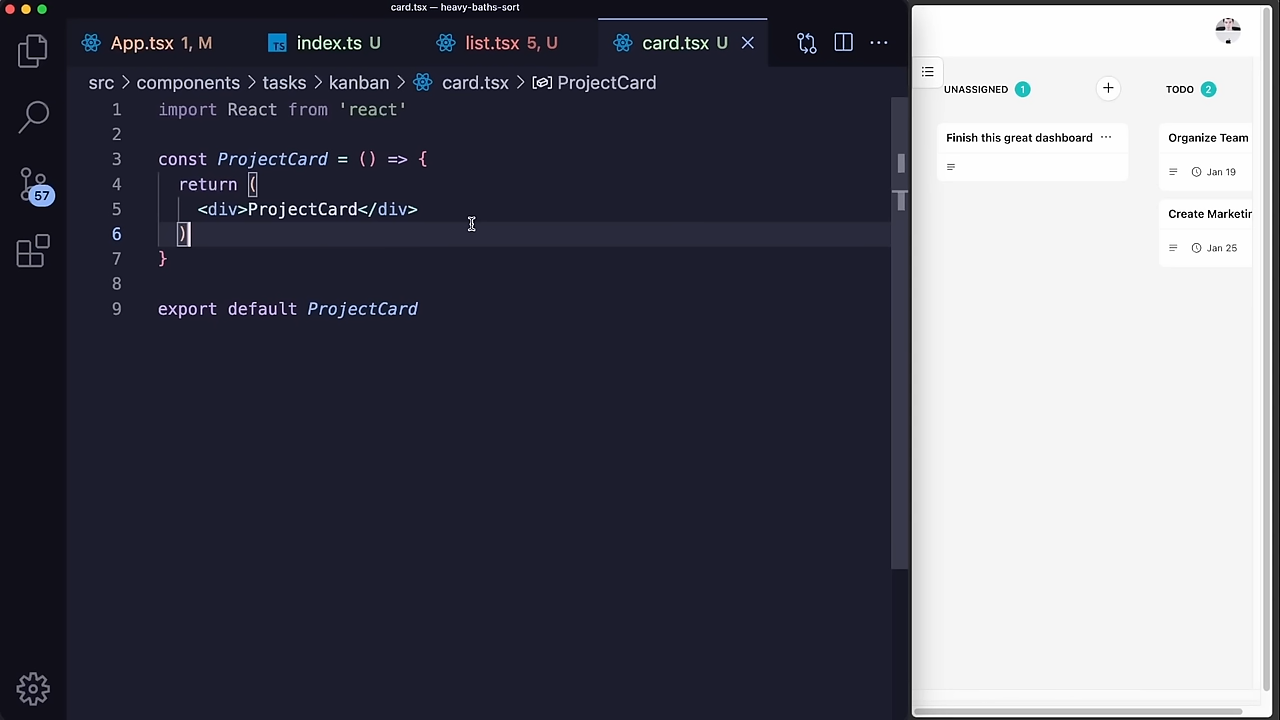 card.tsx — heavy-baths-sort
App.tsx 1, M
index.ts U
list.tsx 5, U
card.tsx U
src > components > tasks > kanban > card.tsx > ProjectCard
1 import React from 'react'
2
3 const ProjectCard = () => {
4 return (
5 <div>ProjectCard</div>
6 )
7 }
8
9 export default ProjectCard
57
UNASSIGNED 1
Finish this great dashboard
TODO 2
Organize Team
Jan 19
Create Marketin
Jan 25